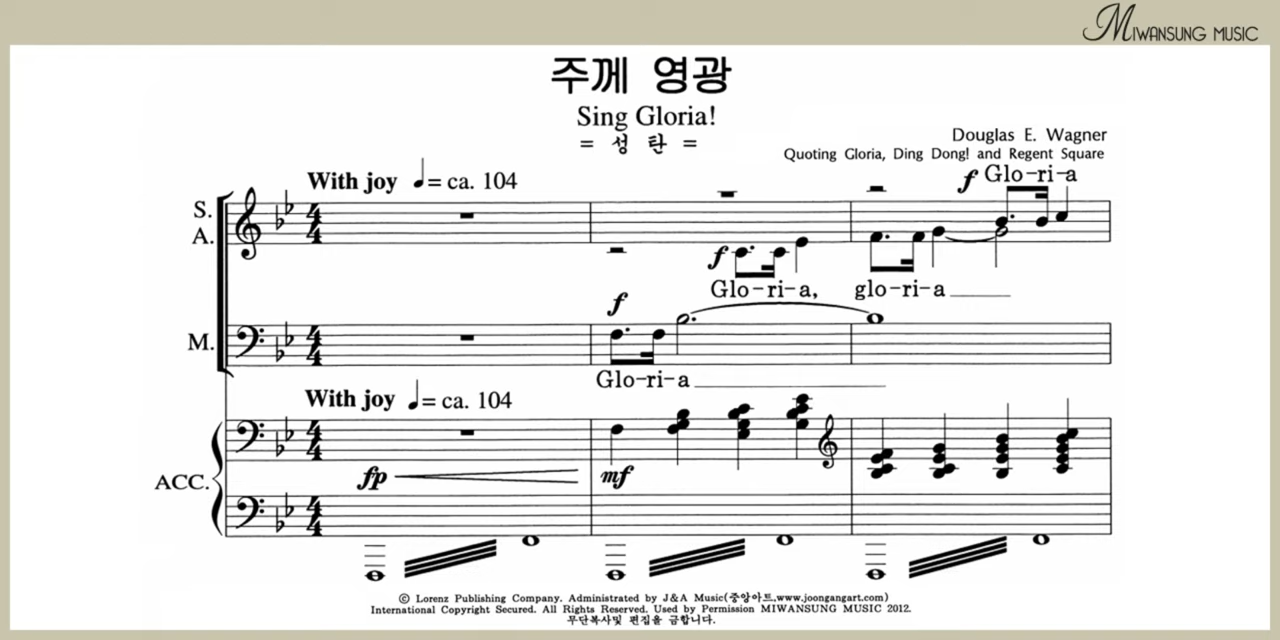 MIWANSUNG MUSIC
주께 영광
Sing Gloria!
= 성 탄 =
Douglas E. Wagner
Quoting Gloria, Ding Dong! and Regent Square
With joy ♩= ca. 104
f Glo-ri-a
S.
A.
f
Glo-ri-a, glo-ri-a
f
M.
Glo-ri-a
With joy ♩= ca. 104
fp mf
ACC.
© Lorenz Publishing Company. Administered by J&A Music(중앙아트,www.joongangart.com)
International Copyright Secured. All Rights Reserved. Used by Permission MIWANSUNG MUSIC 2012.
무단복사및 편집을 금합니다.